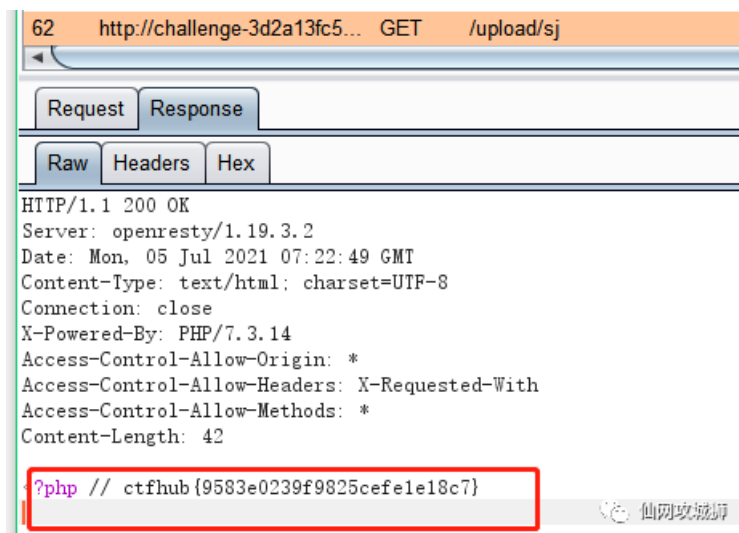 62 http://challenge-3d2a13fc5... GET /upload/sj
Request Response
Raw Headers Hex
HTTP/1.1 200 OK
Server: openresty/1.19.3.2
Date: Mon, 05 Jul 2021 07:22:49 GMT
Content-Type: text/html; charset=UTF-8
Connection: close
X-Powered-By: PHP/7.3.14
Access-Control-Allow-Origin: *
Access-Control-Allow-Headers: X-Requested-With
Access-Control-Allow-Methods: *
Content-Length: 42
<?php // ctfhub{9583e0239f9825cefe1e18c7}
仙网攻城狮